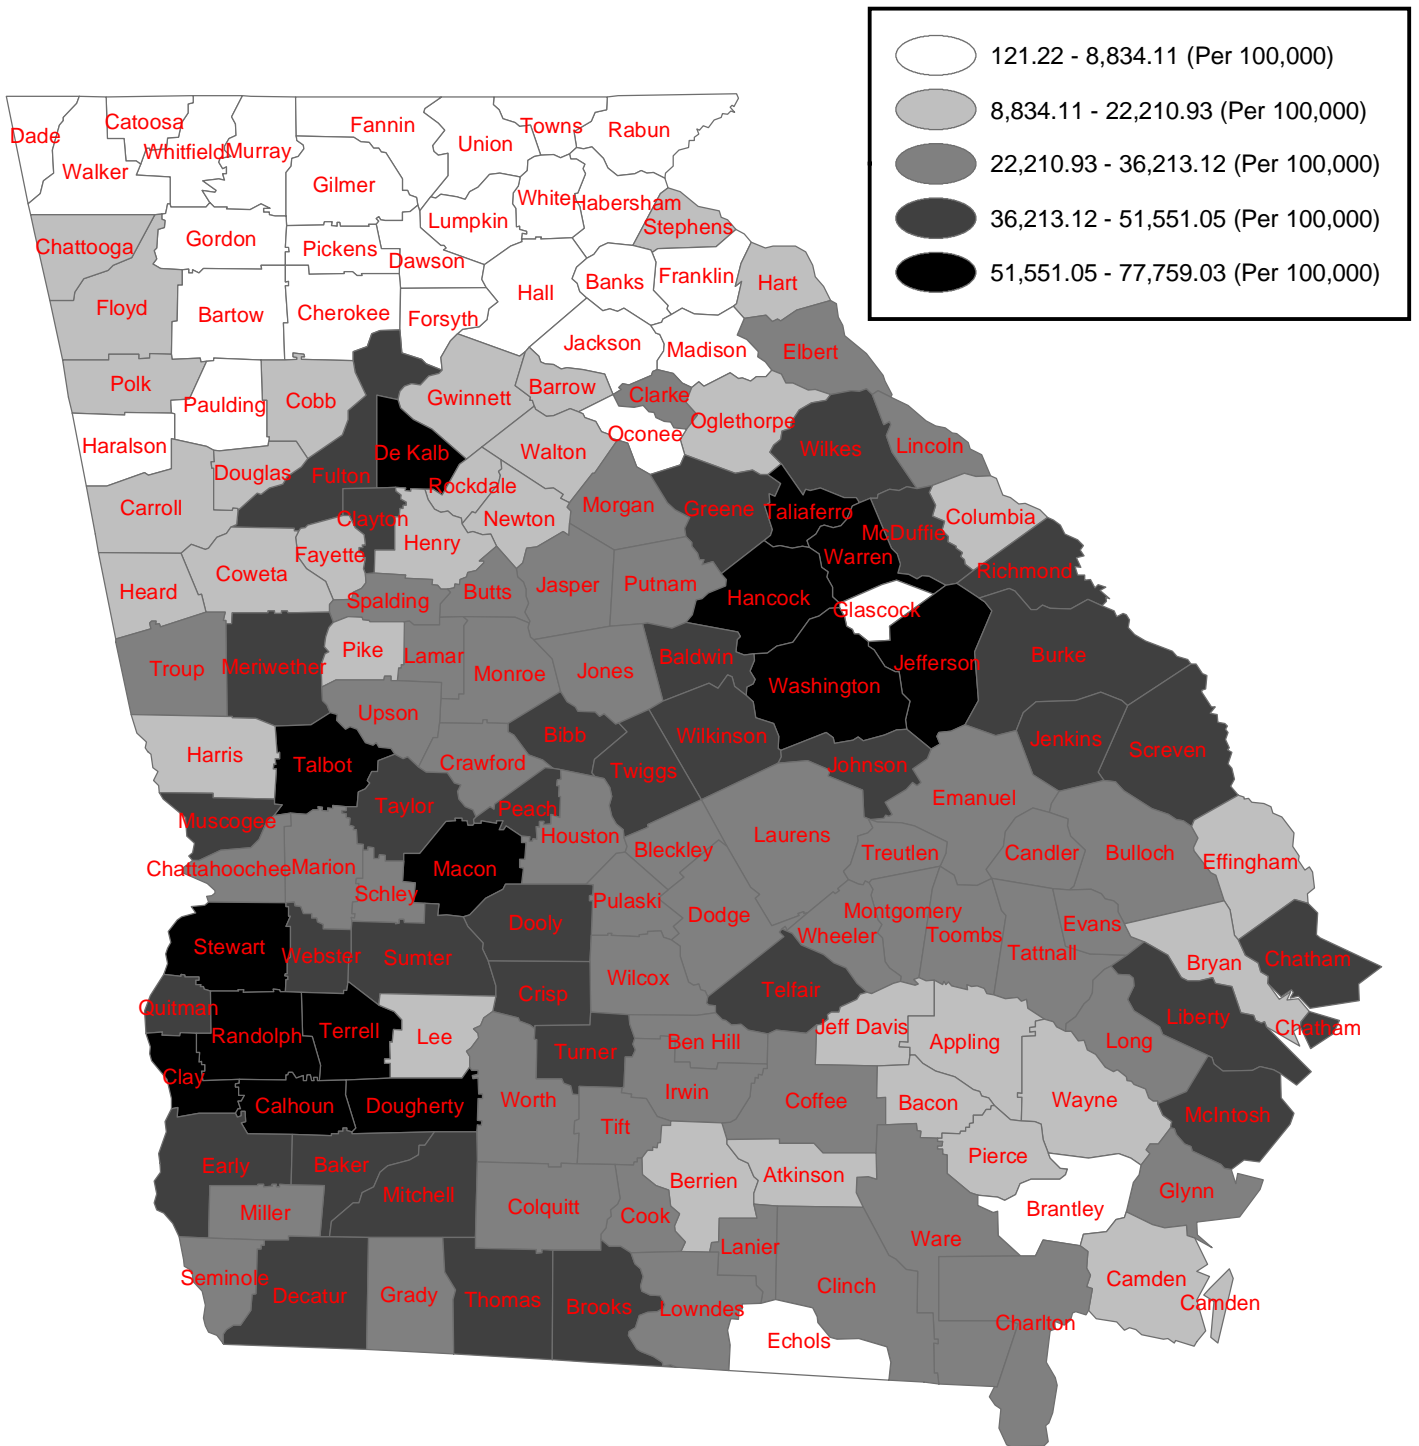 121.22 - 8,834.11 (Per 100,000)
8,834.11 - 22,210.93 (Per 100,000)
22,210.93 - 36,213.12 (Per 100,000)
36,213.12 - 51,551.05 (Per 100,000)
51,551.05 - 77,759.03 (Per 100,000)
Dade
Catoosa
Whitfield
Murray
Fannin
Union
Towns
Rabun
Walker
Gilmer
White
Habersham
Lumpkin
Stephens
Chattooga
Gordon
Pickens
Dawson
Floyd
Bartow
Cherokee
Forsyth
Hall
Banks
Franklin
Hart
Jackson
Madison
Elbert
Polk
Paulding
Cobb
Gwinnett
Barrow
Clarke
Oglethorpe
Haralson
Oconee
De Kalb
Walton
Wilkes
Lincoln
Douglas
Fulton
Rockdale
Carroll
Clayton
Henry
Newton
Morgan
Greene
Taliaferro
McDuffie
Columbia
Fayette
Coweta
Warren
Richmond
Heard
Spalding
Butts
Jasper
Putnam
Hancock
Glascock
Troup
Meriwether
Pike
Lamar
Monroe
Jones
Baldwin
Washington
Jefferson
Burke
Upson
Harris
Talbot
Crawford
Bibb
Twiggs
Wilkinson
Johnson
Jenkins
Screven
Muscogee
Taylor
Peach
Houston
Bleckley
Laurens
Emanuel
Treutlen
Candler
Bulloch
Effingham
Chattahoochee
Marion
Schley
Macon
Pulaski
Dodge
Montgomery
Wheeler
Toombs
Evans
Tattnall
Stewart
Webster
Sumter
Dooly
Wilcox
Crisp
Telfair
Bryan
Chatham
Quitman
Randolph
Terrell
Lee
Turner
Ben Hill
Jeff Davis
Appling
Long
Liberty
Chatham
Clay
Calhoun
Dougherty
Worth
Irwin
Coffee
Bacon
Wayne
McIntosh
Tift
Early
Baker
Mitchell
Berrien
Atkinson
Pierce
Miller
Colquitt
Cook
Brantley
Glynn
Lanier
Ware
Seminole
Decatur
Grady
Thomas
Brooks
Lowndes
Clinch
Charlton
Camden
Camden
Echols